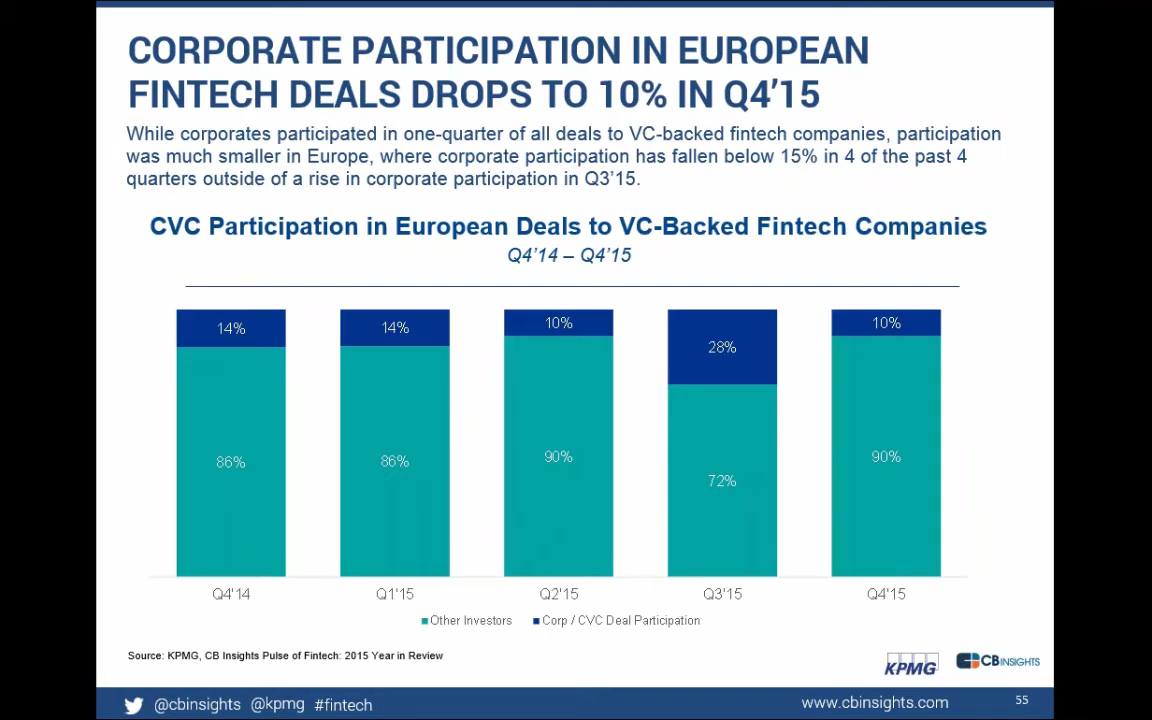 CORPORATE PARTICIPATION IN EUROPEAN
FINTECH DEALS DROPS TO 10% IN Q4'15
While corporates participated in one-quarter of all deals to VC-backed fintech companies, participation
was much smaller in Europe, where corporate participation has fallen below 15% in 4 of the past 4
quarters outside of a rise in corporate participation in Q3’15.
CVC Participation in European Deals to VC-Backed Fintech Companies
Q4’14 – Q4’15
14% 14% 10% 28% 10%
86% 86% 90% 72% 90%
Q4'14 Q1'15 Q2'15 Q3'15 Q4'15
Other Investors Corp / CVC Deal Participation
Source: KPMG, CB Insights Pulse of Fintech: 2015 Year in Review
KPMG CBINSIGHTS
@cbinsights @kpmg #fintech www.cbinsights.com 55